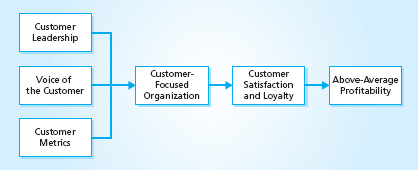 Customer
Leadership
Voice of
the Customer
Customer
Metrics
Customer-
Focused
Organization
Customer
Satisfaction
and Loyalty
Above-Average
Profitability